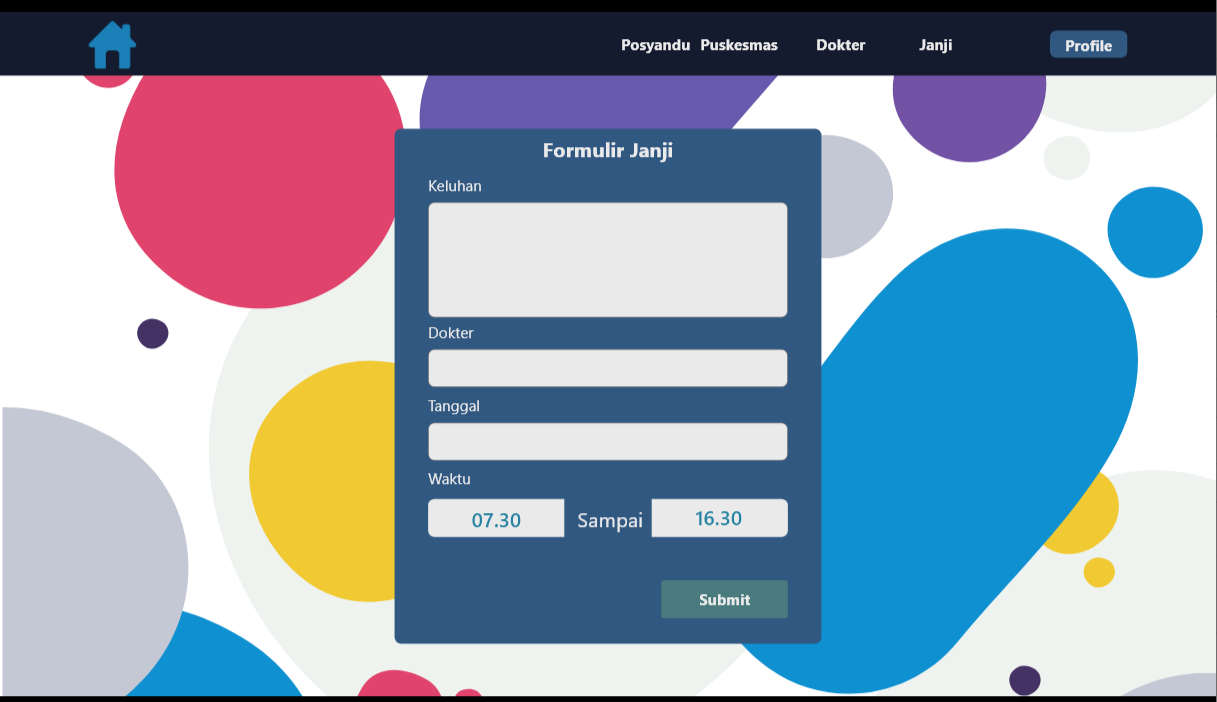 Posyandu Puskesmas Dokter Janji Profile
Formulir Janji
Keluhan
Dokter
Tanggal
Waktu
07.30 Sampai 16.30
Submit